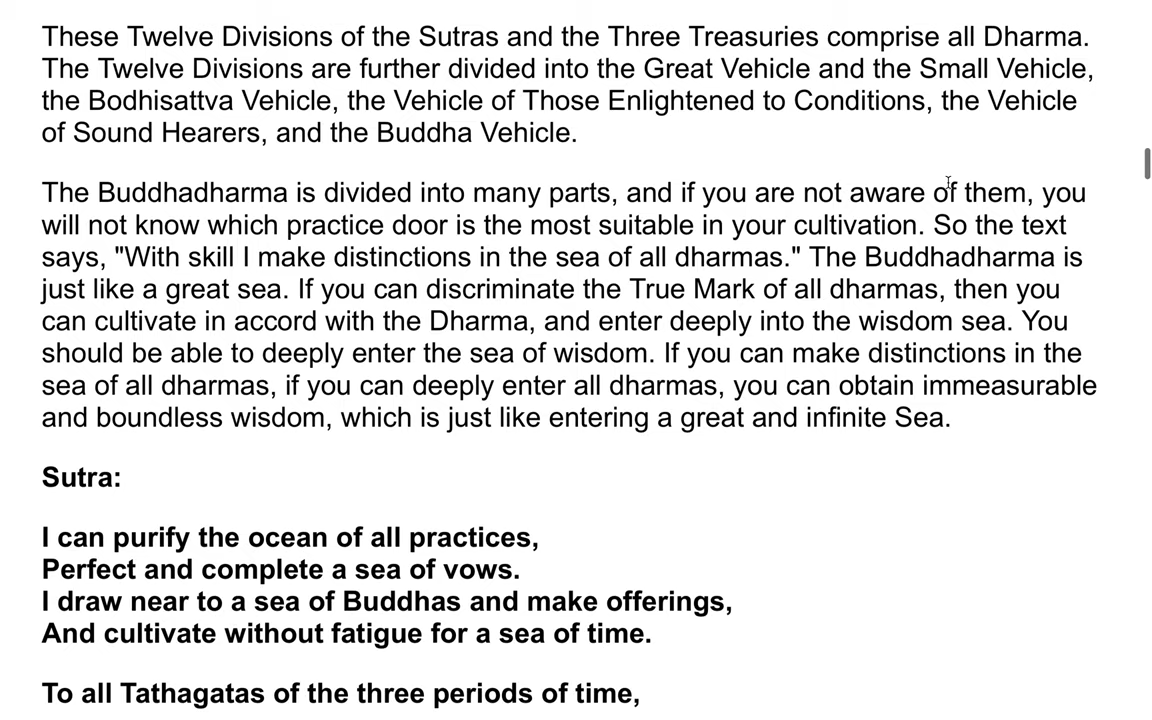 These Twelve Divisions of the Sutras and the Three Treasuries comprise all Dharma.
The Twelve Divisions are further divided into the Great Vehicle and the Small Vehicle,
the Bodhisattva Vehicle, the Vehicle of Those Enlightened to Conditions, the Vehicle
of Sound Hearers, and the Buddha Vehicle.
The Buddhadharma is divided into many parts, and if you are not aware of them, you
will not know which practice door is the most suitable in your cultivation. So the text
says, "With skill I make distinctions in the sea of all dharmas." The Buddhadharma is
just like a great sea. If you can discriminate the True Mark of all dharmas, then you
can cultivate in accord with the Dharma, and enter deeply into the wisdom sea. You
should be able to deeply enter the sea of wisdom. If you can make distinctions in the
sea of all dharmas, if you can deeply enter all dharmas, you can obtain immeasurable
and boundless wisdom, which is just like entering a great and infinite Sea.
Sutra:
I can purify the ocean of all practices,
Perfect and complete a sea of vows.
I draw near to a sea of Buddhas and make offerings,
And cultivate without fatigue for a sea of time.
To all Tathagatas of the three periods of time,